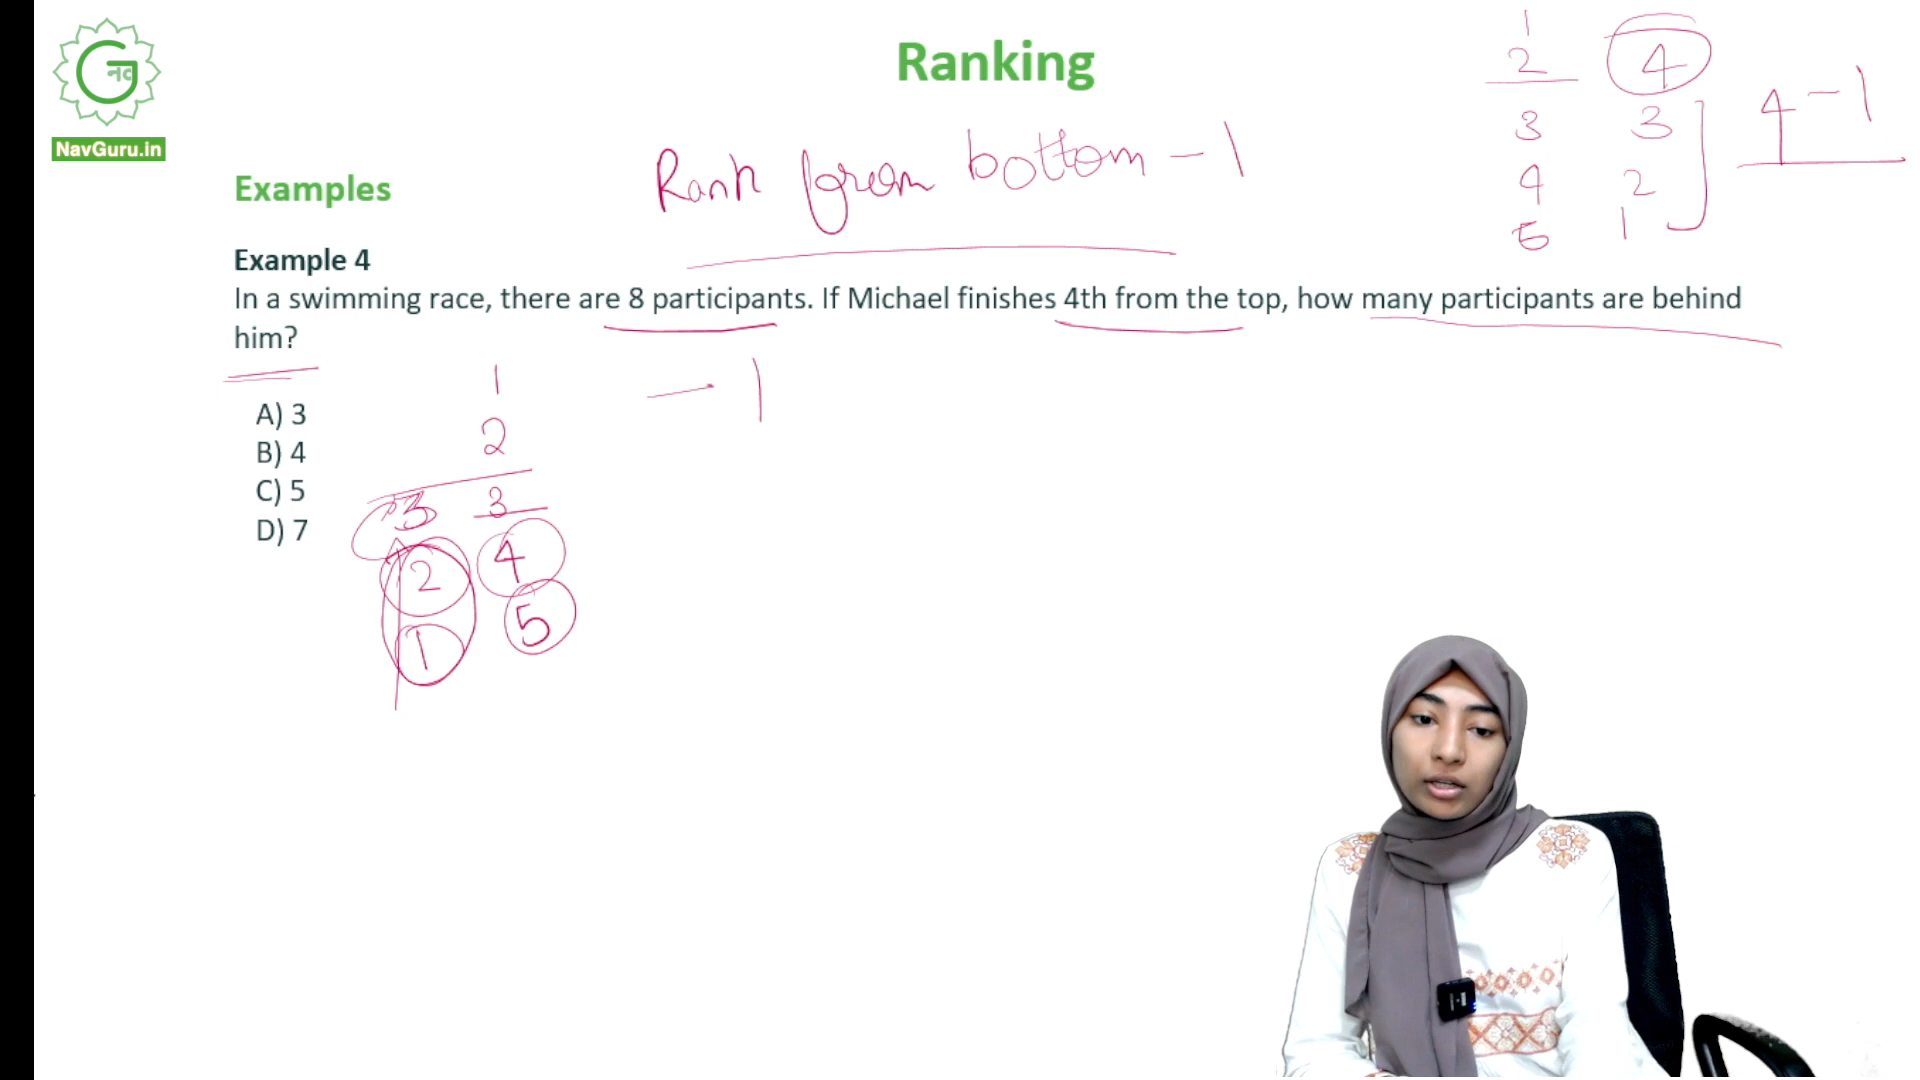 नव
NavGuru.in
Ranking
Rank from bottom - 1
1
2 4
3 3
4 2
5 1
4 - 1
Examples
Example 4
In a swimming race, there are 8 participants. If Michael finishes 4th from the top, how many participants are behind
him?
A) 3
B) 4
C) 5
D) 7
1
2
3 3
2 4
1 5
- 1